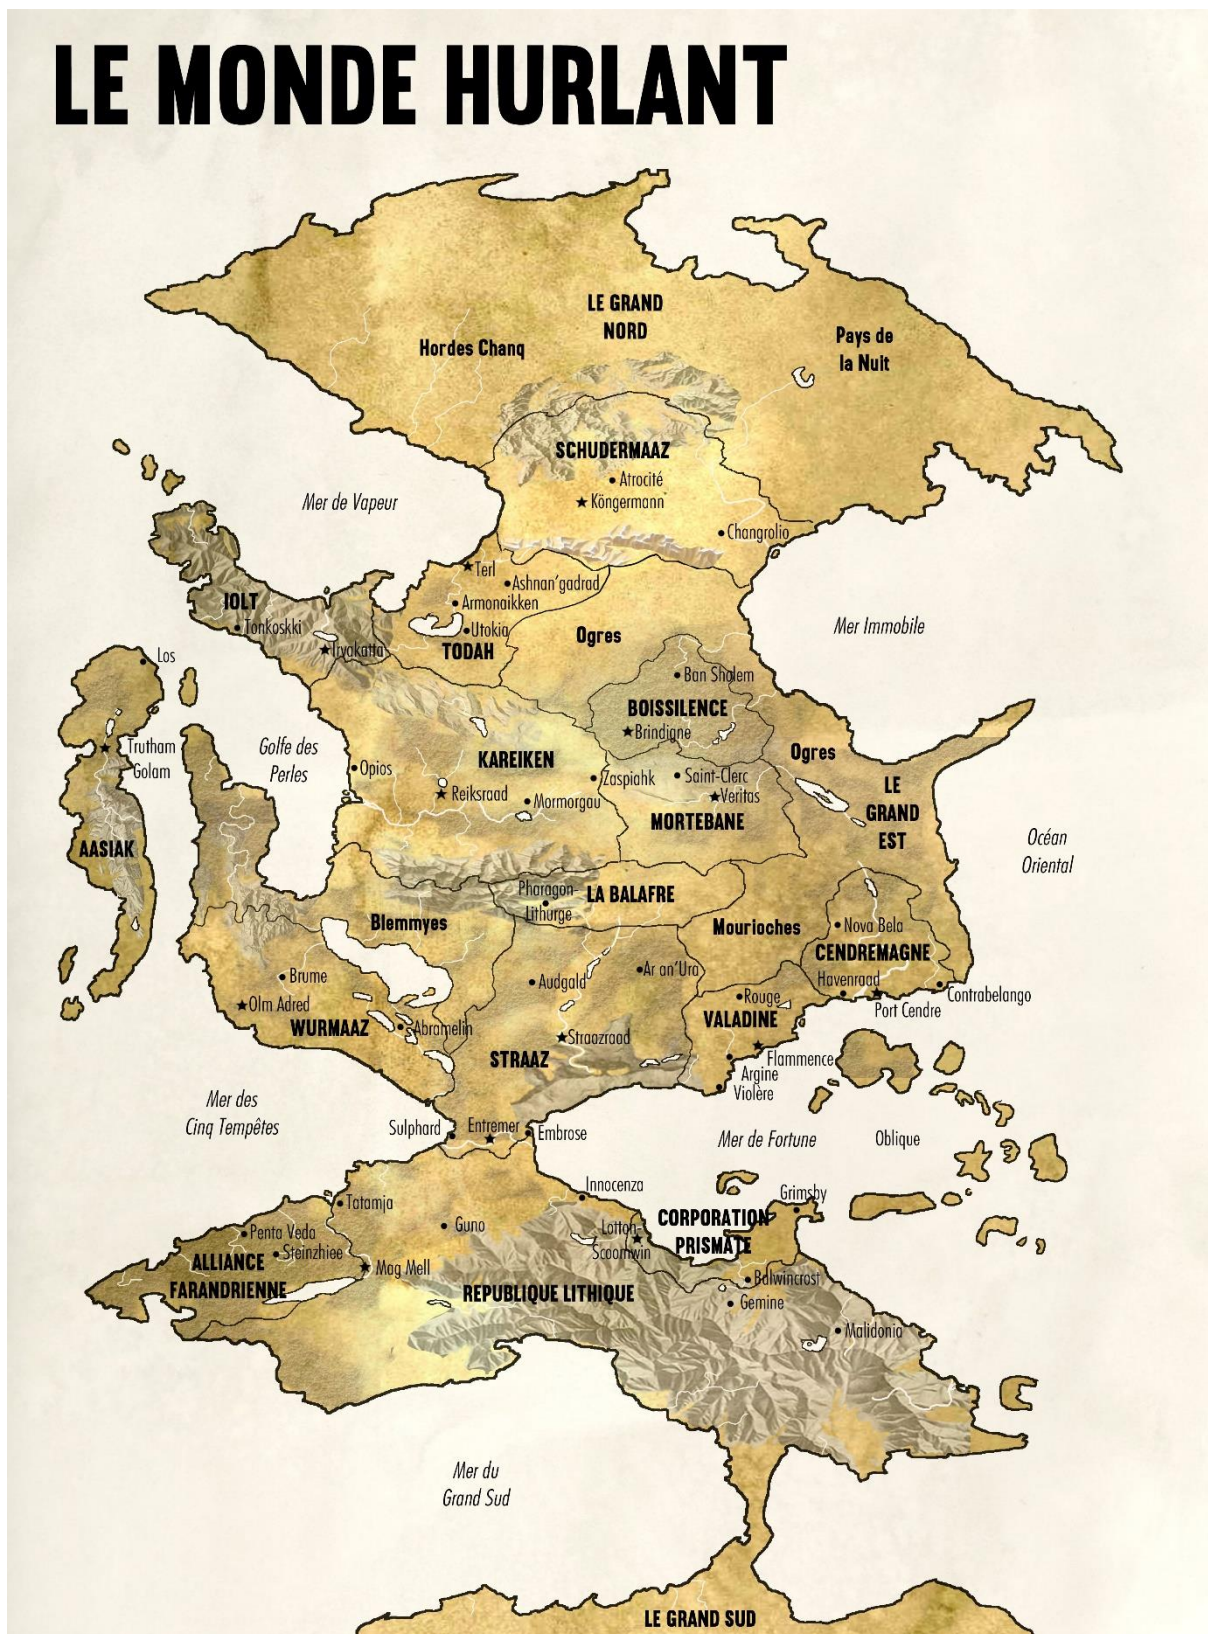 LE MONDE HURLANT
LE GRAND
NORD
Hordes Chanq
Pays de
la Nuit
SCHUDERMAAZ
Atrocité
Köngermann
Mer de Vapeur
Changrolio
Terl
Ashnan'gadrad
Armonaikken
IOLT
Tonkoskki
Utokia
TODAH
Ogres
Mer Immobile
Tryakatta
Los
Ban Sholem
BOISSILENCE
Brindigne
Trutham
Golam
Golfe des
Perles
KAREIKEN
Ogres
Opios
Zaspiahk
Saint-Clerc
Reiksraad
Mormorgau
Veritas
MORTEBANE
LE
GRAND
EST
AASIAK
Océan
Oriental
Pharagon-
Lithurge
LA BALAFRE
Blemmyes
Mourioches
Nova Bela
CENDREMAGNE
Brume
Audgald
Ar an'Ura
Havenraad
Contrabelango
Olm Adred
Rouge
Port Cendre
WURMAAZ
Abramelin
VALADINE
Straazraad
STRAAZ
Flammence
Argine
Violère
Mer des
Cinq Tempêtes
Sulphard
Entremer
Embrose
Mer de Fortune
Oblique
Innocenza
Grimsby
Tatamja
Guno
Lotton-
Scoomwin
CORPORATION
PRISMATE
Penta Veda
Steinzhiee
ALLIANCE
FARANDRIENNE
Mag Mell
REPUBLIQUE LITHIQUE
Balwincrost
Gemine
Malidonia
Mer du
Grand Sud
LE GRAND SUD